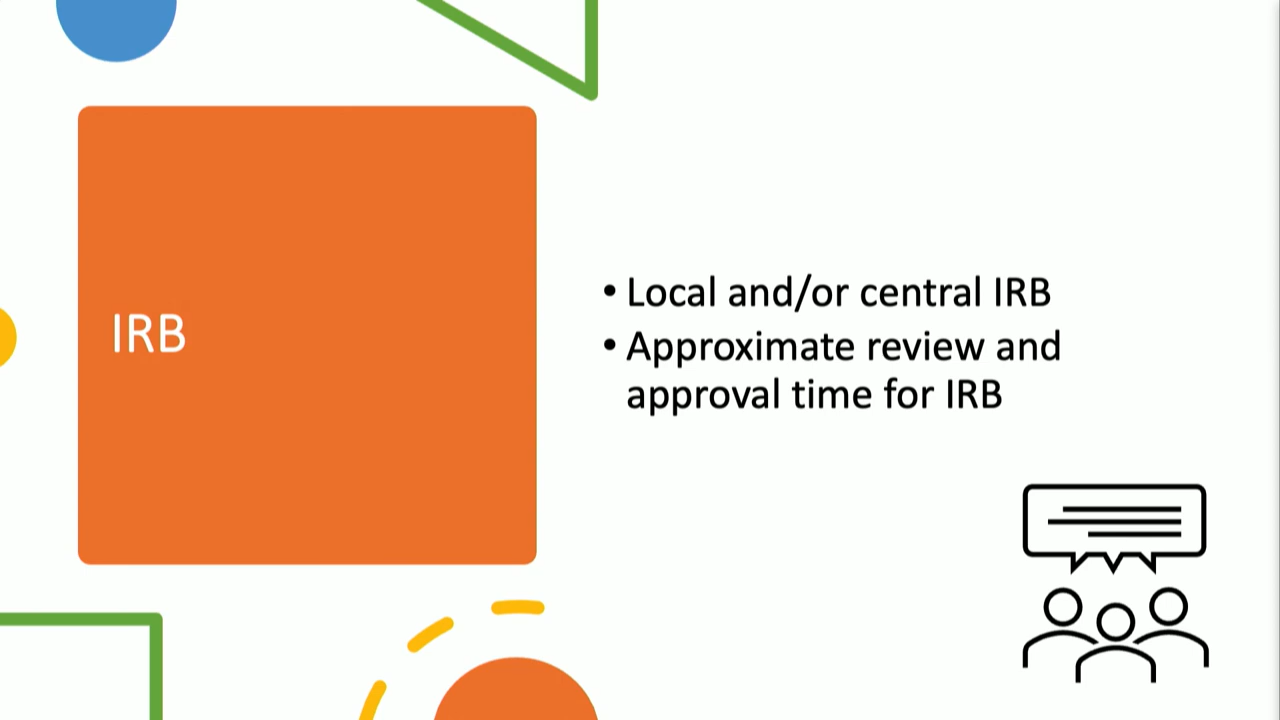 IRB
• Local and/or central IRB
• Approximate review and
approval time for IRB